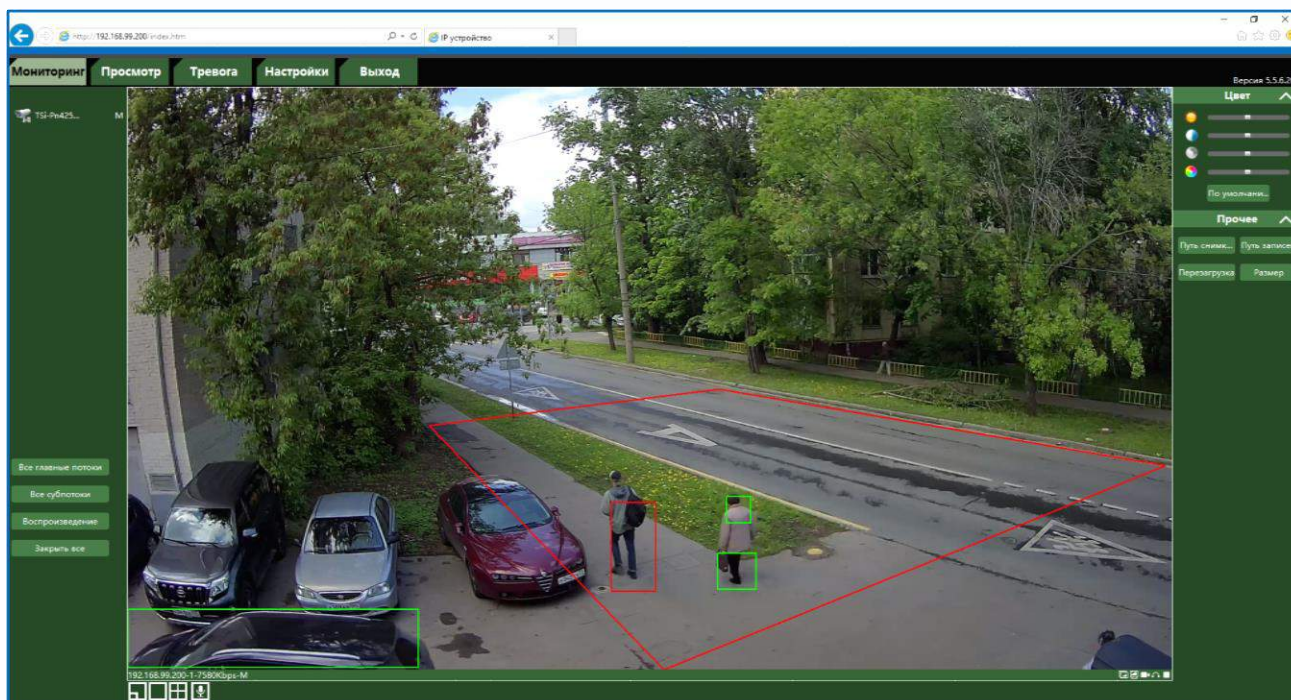 http://192.168.99.200/index.htm
IP устройство
Мониторинг Просмотр Тревога Настройки Выход
Версия 5.5.6.2
TSi-Pn425... M
Цвет
По умолчани...
Прочее
Путь снимк... Путь записе
Перезагрузка Размер
Все главные потоки
Все субпотоки
Воспроизведение
Закрыть все
192.168.99.200-1-7580Kbps-M